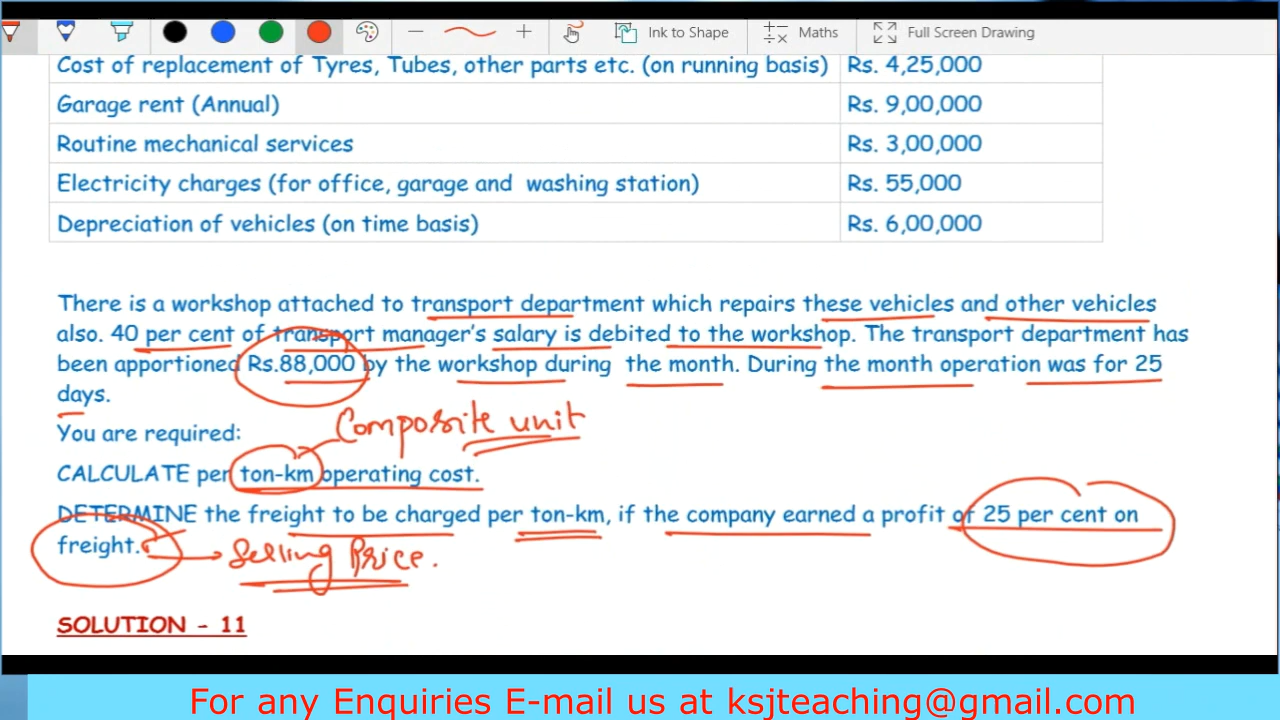 Ink to Shape
Maths
Full Screen Drawing
Cost of replacement of Tyres, Tubes, other parts etc. (on running basis) Rs. 4,25,000
Garage rent (Annual) Rs. 9,00,000
Routine mechanical services Rs. 3,00,000
Electricity charges (for office, garage and washing station) Rs. 55,000
Depreciation of vehicles (on time basis) Rs. 6,00,000
There is a workshop attached to transport department which repairs these vehicles and other vehicles
also. 40 per cent of transport manager's salary is debited to the workshop. The transport department has
been apportioned Rs.88,000 by the workshop during the month. During the month operation was for 25
days.
Composite unit
You are required:
CALCULATE per ton-km operating cost.
DETERMINE the freight to be charged per ton-km, if the company earned a profit of 25 per cent on
freight.
Selling Price.
SOLUTION - 11
For any Enquiries E-mail us at ksjteaching@gmail.com